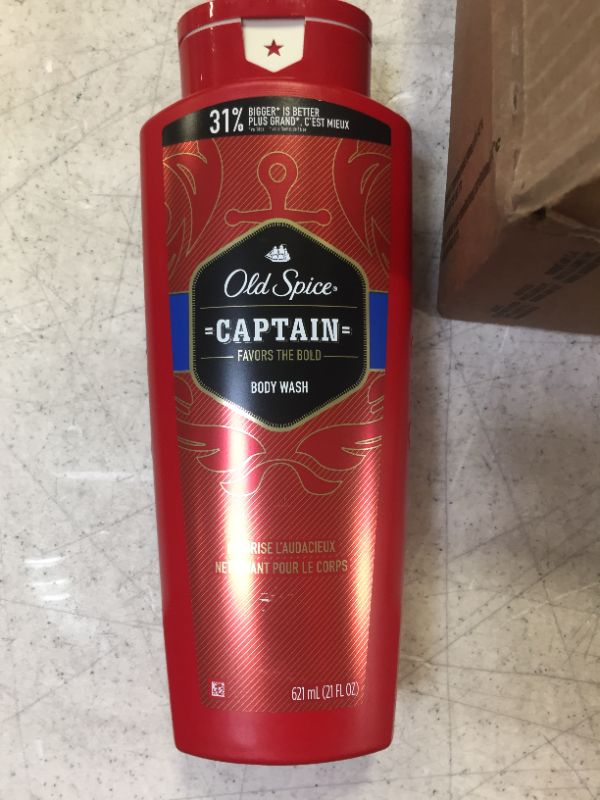 31% BIGGER* IS BETTER
PLUS GRAND*, C'EST MIEUX
Old Spice
CAPTAIN
FAVORS THE BOLD
BODY WASH
L'AUDACIEUX
POUR LE CORPS
621 mL (21 FL OZ)